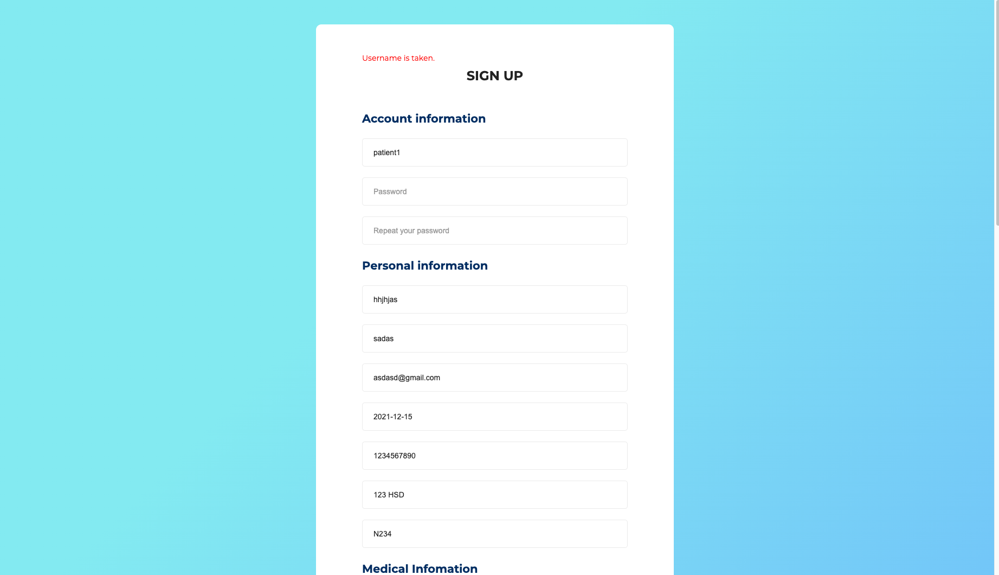 Username is taken.
SIGN UP
Account information
patient1
Password
Repeat your password
Personal information
hhjhjas
sadas
asdasd@gmail.com
2021-12-15
1234567890
123 HSD
N234
Medical Infomation